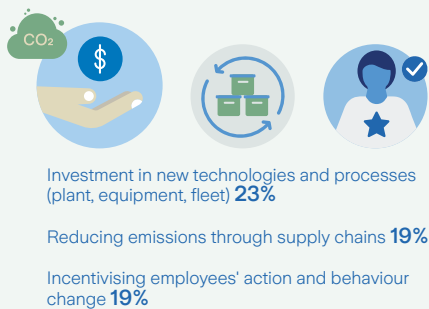 CO₂
$
Investment in new technologies and processes
(plant, equipment, fleet) 23%
Reducing emissions through supply chains 19%
Incentivising employees' action and behaviour
change 19%